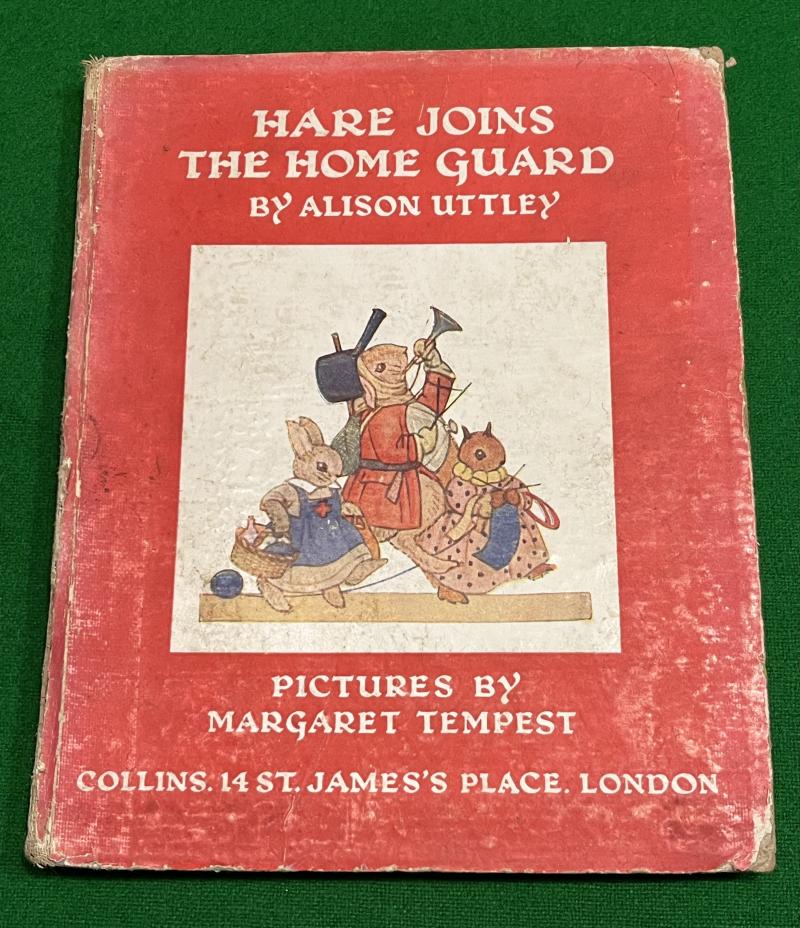 HARE JOINS
THE HOME GUARD
BY ALISON UTTLEY
PICTURES BY
MARGARET TEMPEST
COLLINS. 14 ST. JAMES'S PLACE. LONDON